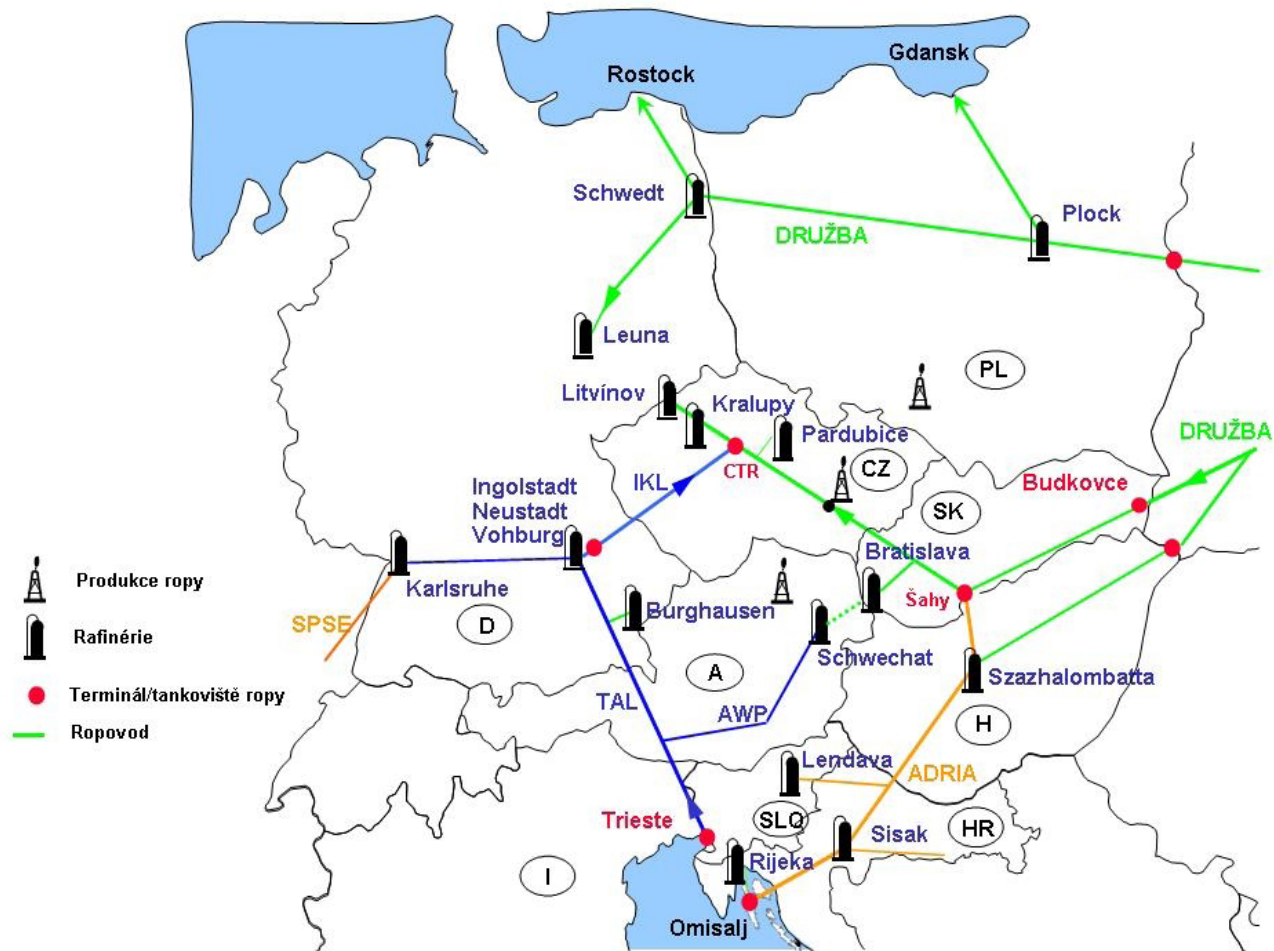 Gdansk
Rostock
Schwedt
Plock
DRUŽBA
Leuna
PL
Litvínov
Kralupy
Pardubice
DRUŽBA
CTR
CZ
IKL
Budkovce
Ingolstadt
Neustadt
Vohburg
SK
Bratislava
Produkce ropy
Karlsruhe
Šahy
Burghausen
SPSE
D
Rafinérie
Schwechat
A
Szazhalombatta
Terminál/tankoviště ropy
TAL
AWP
H
Ropovod
Lendava
ADRIA
Trieste
SLO
HR
Sisak
Rijeka
I
Omisalj